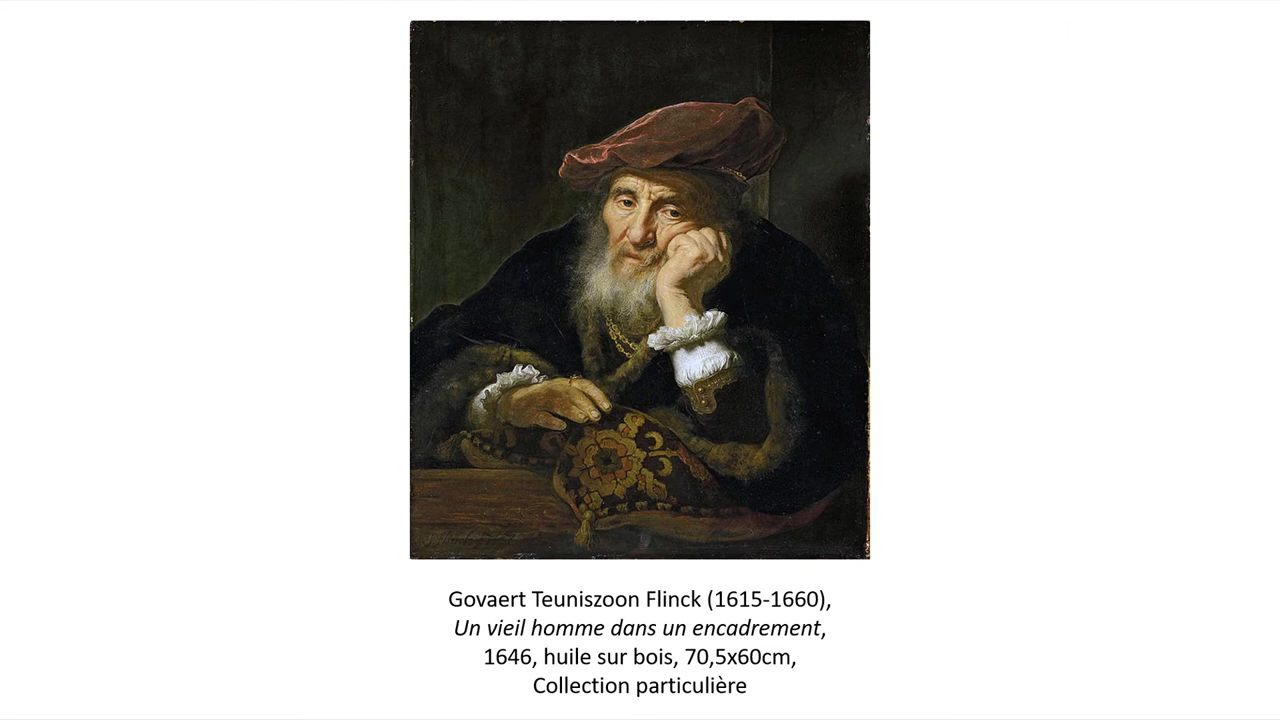 Govaert Teuniszoon Flinck (1615-1660),
Un vieil homme dans un encadrement,
1646, huile sur bois, 70,5x60cm,
Collection particulière